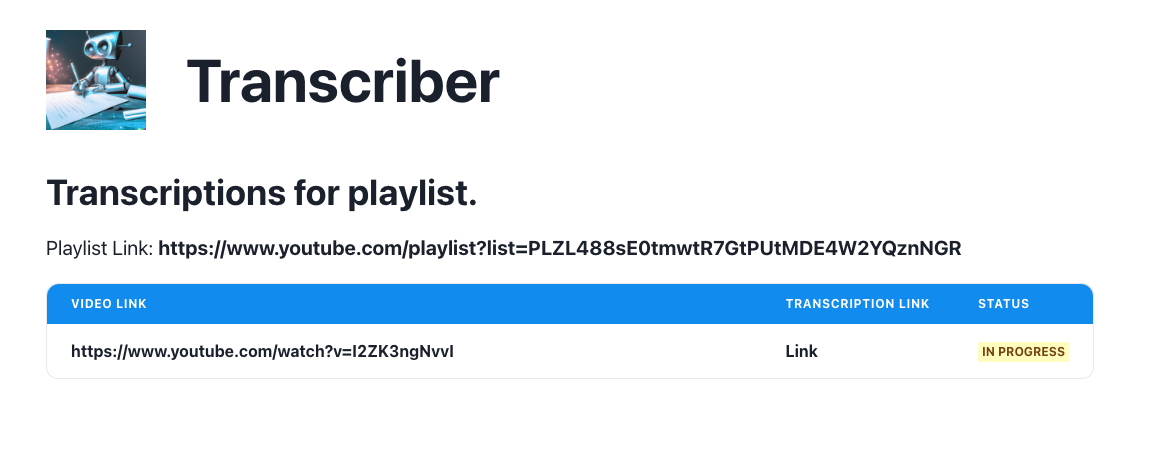 Transcriber
Transcriptions for playlist.
Playlist Link: https://www.youtube.com/playlist?list=PLZL488sE0tmwtR7GtPUtMDE4W2YQznNGR
VIDEO LINK TRANSCRIPTION LINK STATUS
https://www.youtube.com/watch?v=I2ZK3ngNvvI Link IN PROGRESS